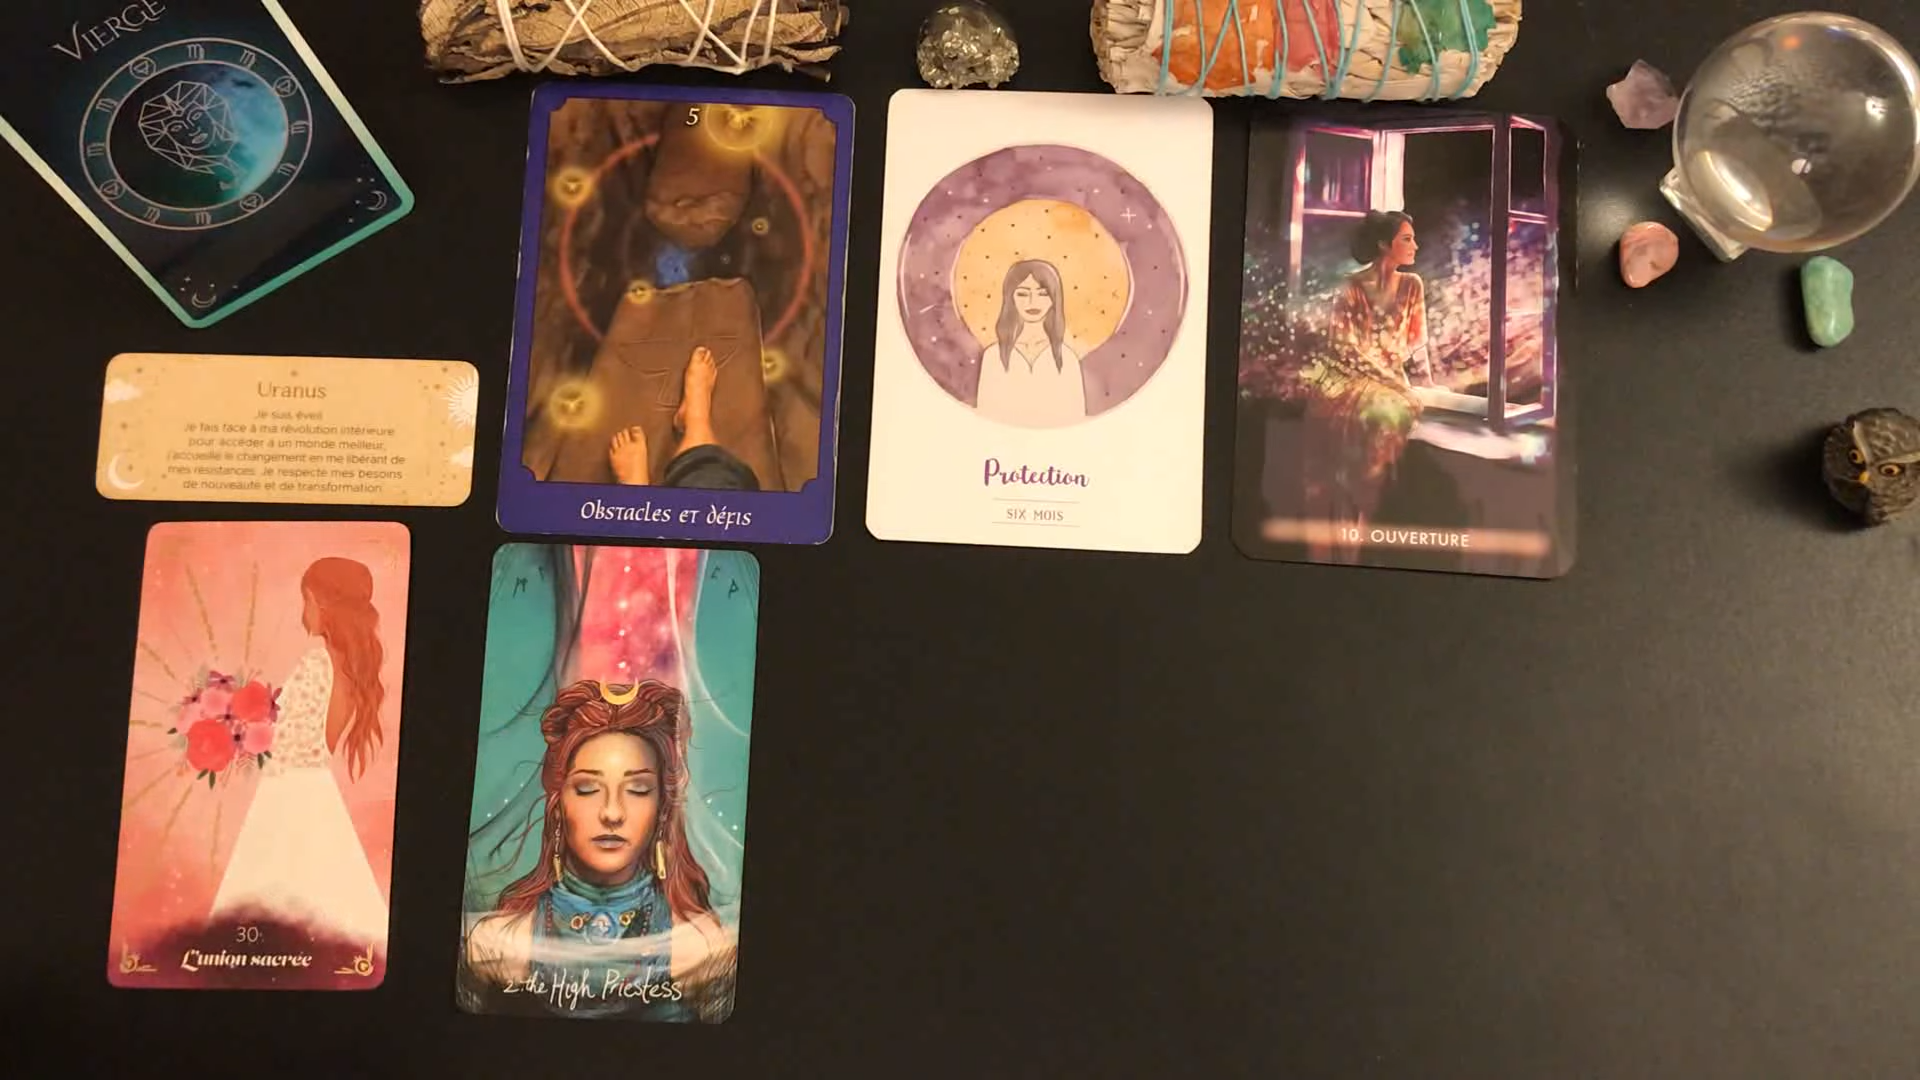 VIERGE
5
Obstacles et défis
Protection
SIX MOIS
10. OUVERTURE
Uranus
Je suis éveil
Je fais face à ma révolution intérieure
pour accéder à un monde meilleur,
j'accueille le changement en me libérant de
mes résistances. Je respecte mes besoins
de nouveauté et de transformation
30.
L'union sacrée
2. the High Priestess